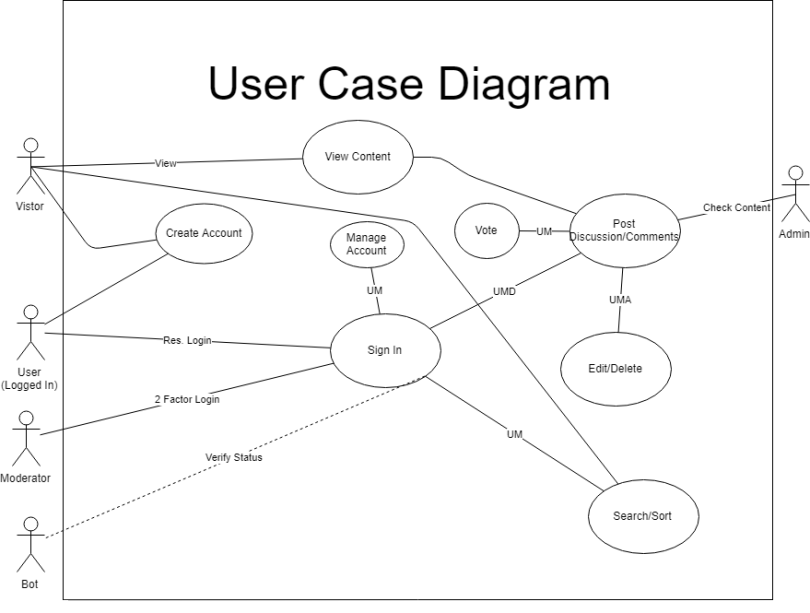 User Case Diagram
View
View Content
Vistor
Check Content
Admin
Create Account
Manage
Account
Vote
UM
Post
Discussion/Comments
UM
UMD
UMA
User
(Logged In)
Res. Login
Sign In
Edit/Delete
2 Factor Login
Moderator
UM
Verify Status
Search/Sort
Bot